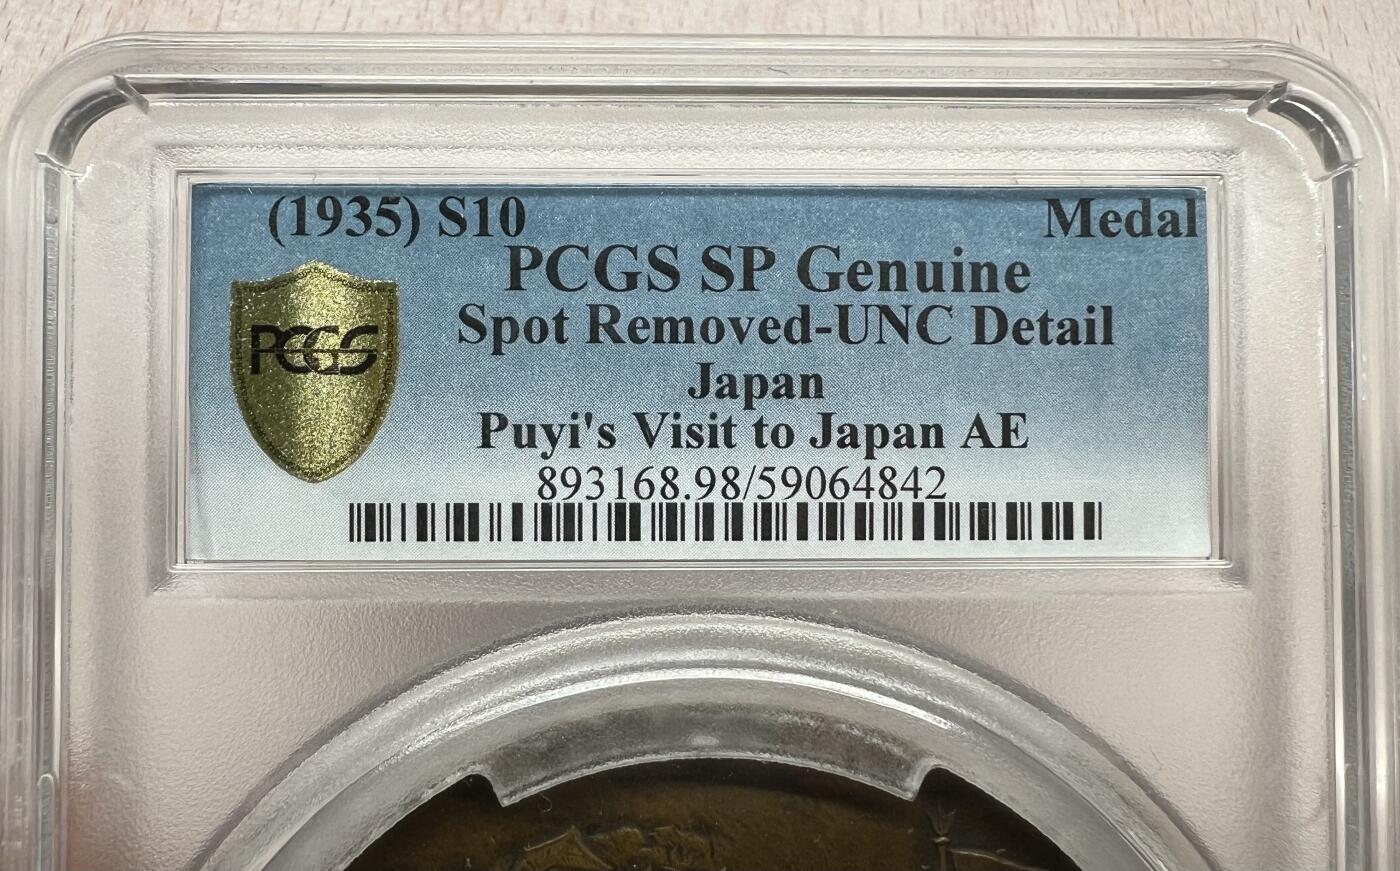 (1935) S10 Medal
PCGS SP Genuine
Spot Removed-UNC Detail
PCGS
Japan
Puyi's Visit to Japan AE
893168.98/59064842